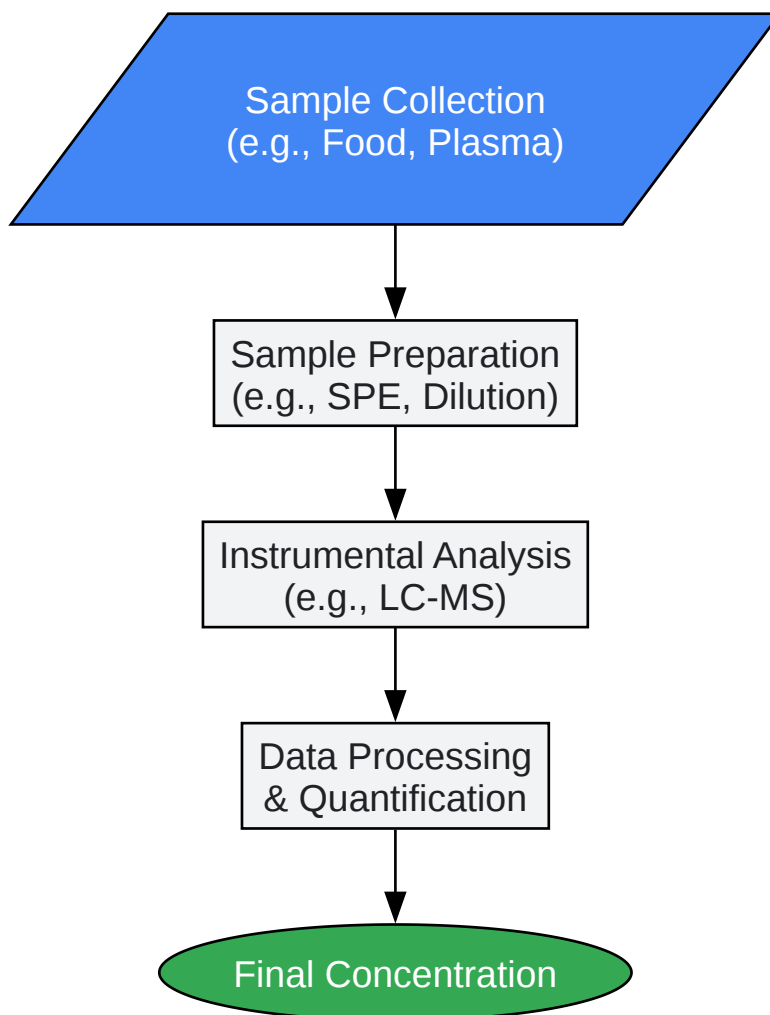 Sample Collection
(e.g., Food, Plasma)
Sample Preparation
(e.g., SPE, Dilution)
Instrumental Analysis
(e.g., LC-MS)
Data Processing
& Quantification
Final Concentration